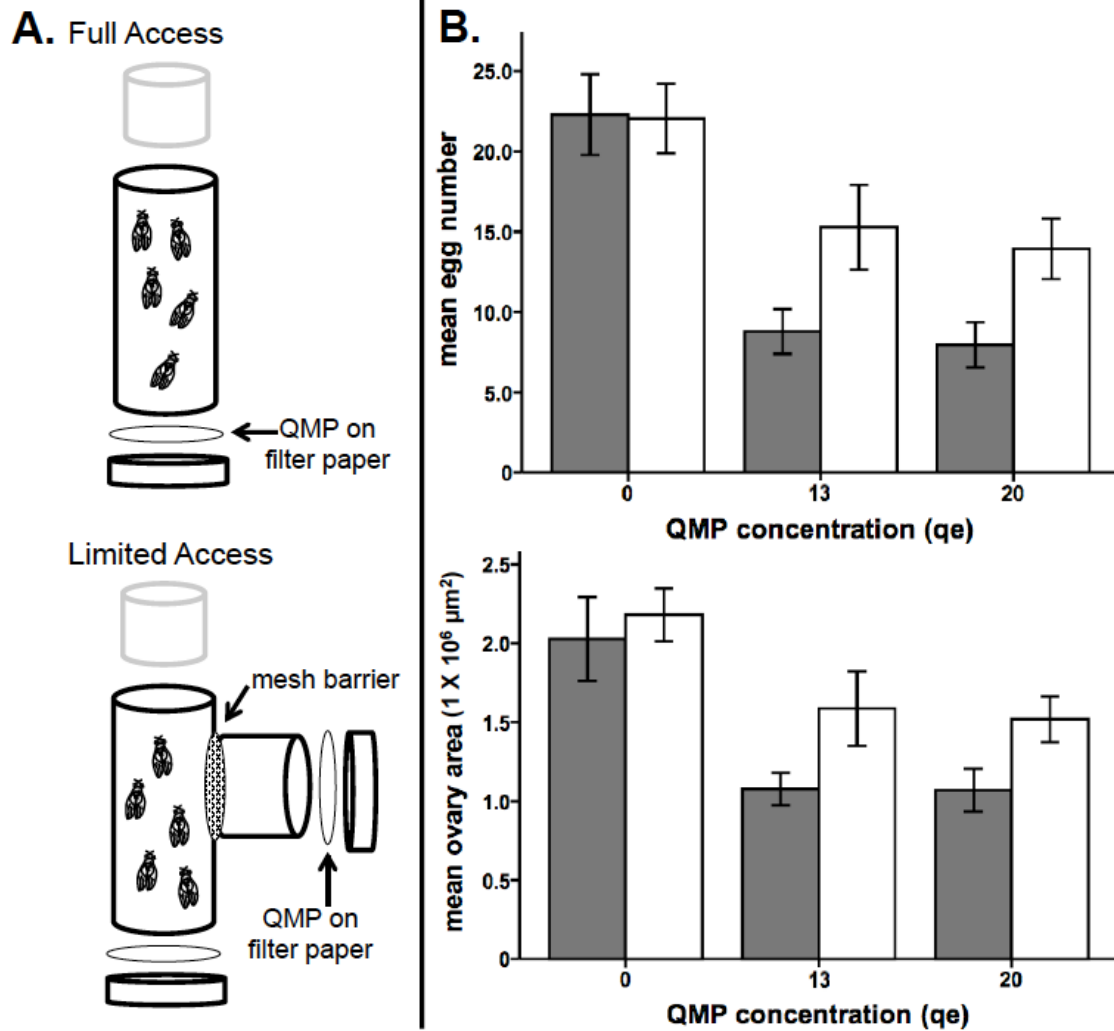 A. Full Access
QMP on
filter paper
Limited Access
mesh barrier
QMP on
filter paper
B.
mean egg number
25.0
20.0
15.0
10.0
5.0
0
0 13 20
QMP concentration (qe)
mean ovary area (1 X 10⁶ µm²)
2.5
2.0
1.5
1.0
0.5
0
0 13 20
QMP concentration (qe)